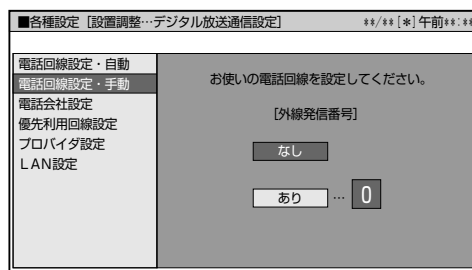 ■各種設定［設置調整…デジタル放送通信設定］　**/**[*]午前**:**
電話回線設定・自動
電話回線設定・手動
電話会社設定
優先利用回線設定
プロバイダ設定
ＬＡＮ設定
お使いの電話回線を設定してください。
［外線発信番号］
なし
あり … 0